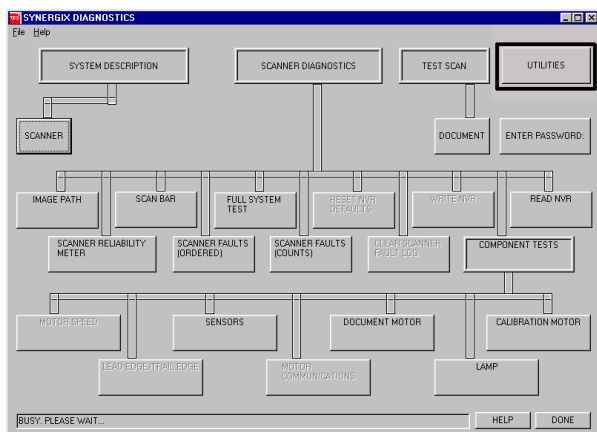 SYNERGIX DIAGNOSTICS
File Help
SYSTEM DESCRIPTION
SCANNER DIAGNOSTICS
TEST SCAN
UTILITIES
SCANNER
DOCUMENT
ENTER PASSWORD:
IMAGE PATH
SCAN BAR
FULL SYSTEM
TEST
RESET NVR
DEFAULTS
WRITE NVR
READ NVR
SCANNER RELIABILITY
METER
SCANNER FAULTS
(ORDERED)
SCANNER FAULTS
(COUNTS)
CLEAR SCANNER
FAULT LOG
COMPONENT TESTS
MOTOR SPEED
SENSORS
DOCUMENT MOTOR
CALIBRATION MOTOR
LEAD EDGE/TRAIL EDGE
MOTOR
COMMUNICATIONS
LAMP
BUSY. PLEASE WAIT...
HELP
DONE